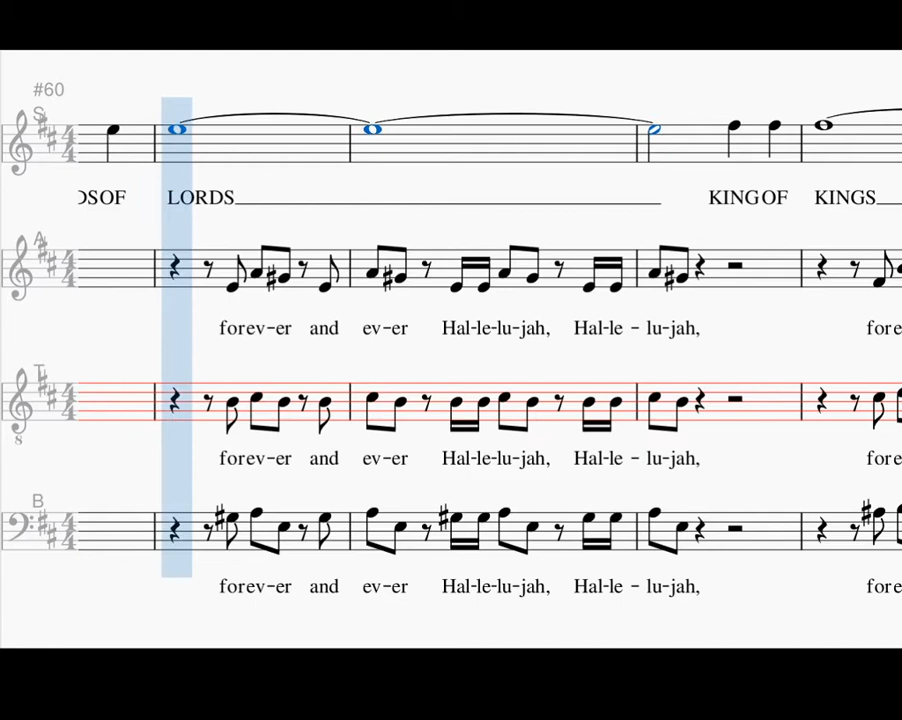 #60
S
OF LORDS KING OF KINGS
A
forev-er and ev-er Hal-le-lu-jah, Hal-le-lu-jah, fore
T
8
forev-er and ev-er Hal-le-lu-jah, Hal-le-lu-jah, fore
B
forev-er and ev-er Hal-le-lu-jah, Hal-le-lu-jah, fore